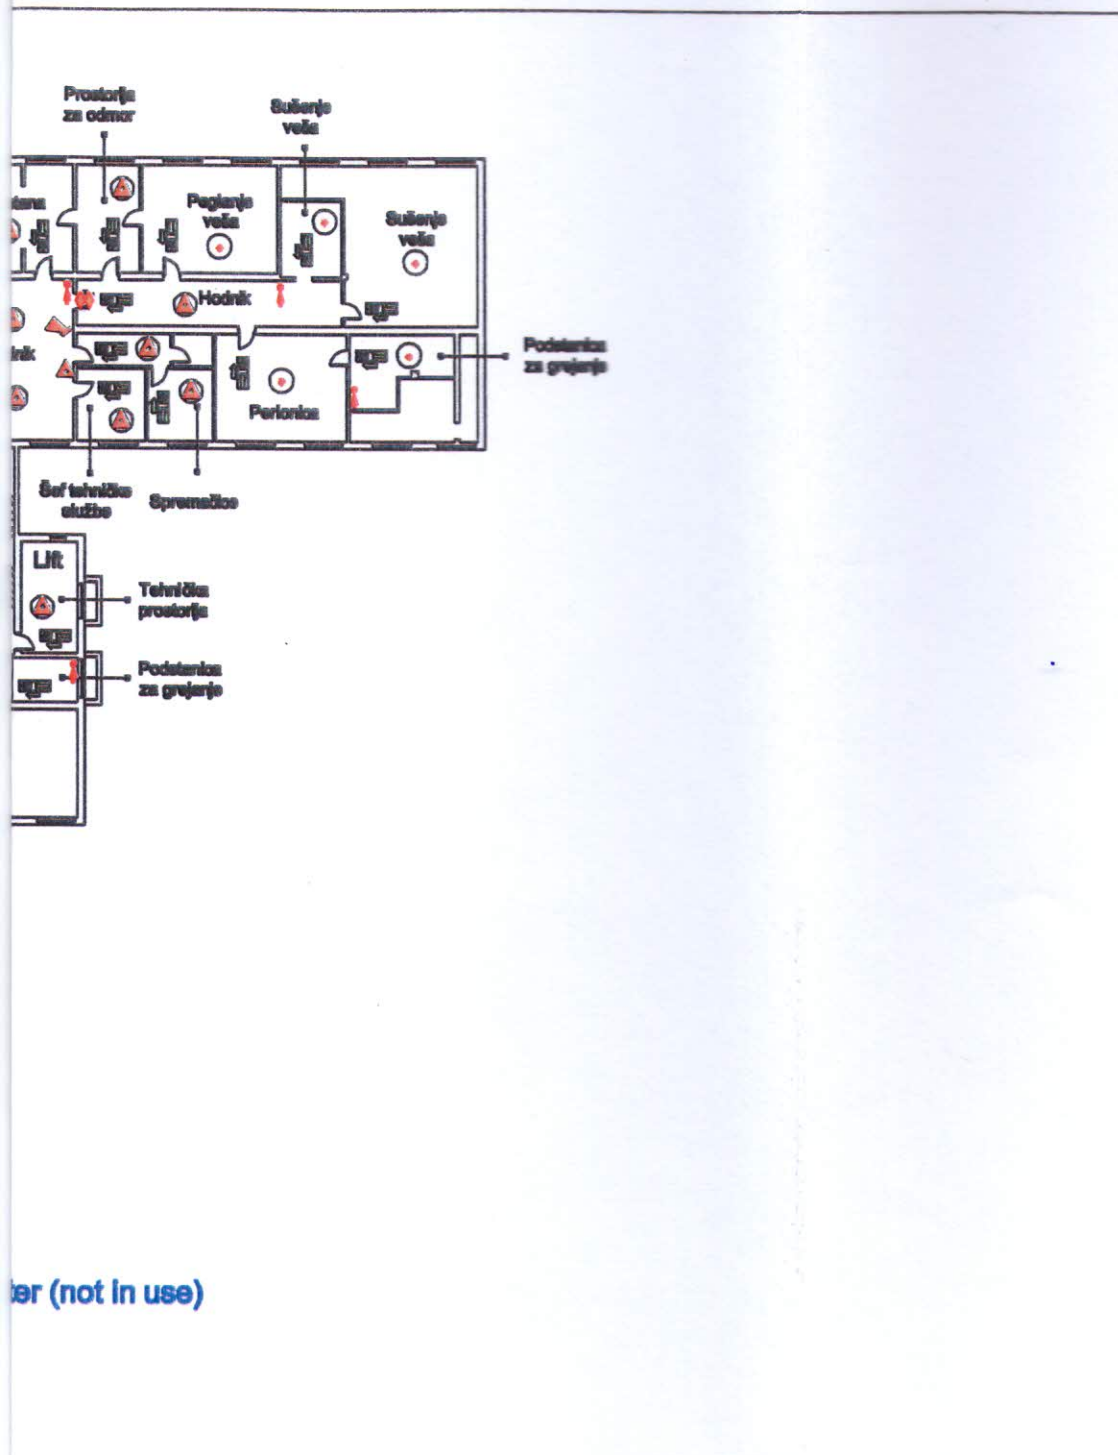 Prostorija
za odmor
Sušenje
veša
Peglanje
veša
Sušenje
veša
Hodnik
Podstanica
za grejanje
Perionica
Šef tehničke
službe
Spremačice
Lift
Tehnička
prostorija
Podstanica
za grejanje
(not in use)